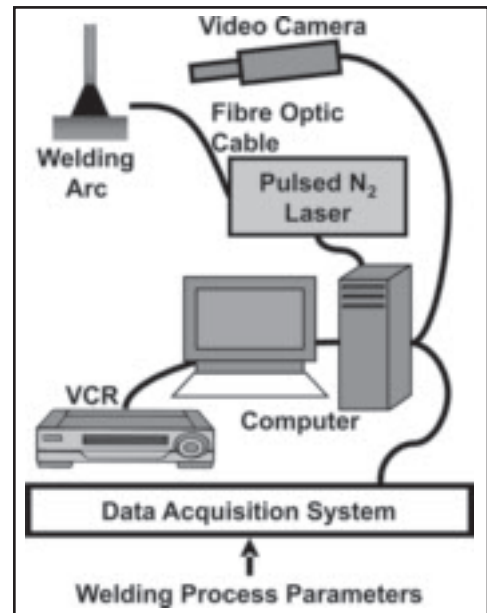 Video Camera
Fibre Optic
Cable
Welding
Arc
Pulsed N₂
Laser
VCR
Computer
Data Acquisition System
Welding Process Parameters